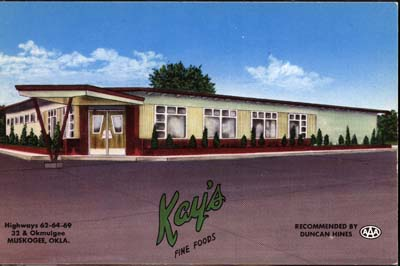 Kay's
FINE FOODS
Highways 62-64-69
32 & Okmulgee
MUSKOGEE, OKLA.
RECOMMENDED BY
DUNCAN HINES
AAA